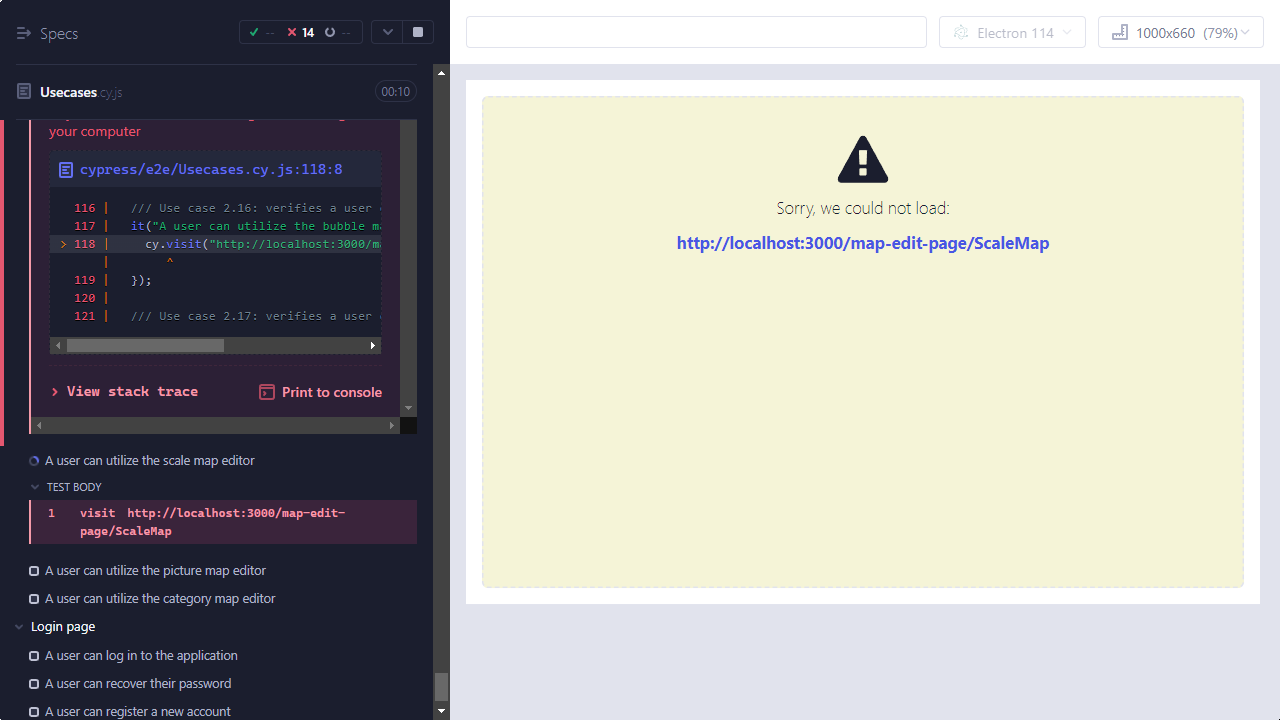 Specs
--
14
--
Electron 114
1000x660 (79%)
Usecases.cy.js
00:10
your computer
cypress/e2e/Usecases.cy.js:118:8
116 | /// Use case 2.16: verifies a user
117 | it("A user can utilize the bubble ma
> 118 | cy.visit("http://localhost:3000/ma
| ^
119 | });
120 |
121 | /// Use case 2.17: verifies a user
View stack trace
Print to console
A user can utilize the scale map editor
TEST BODY
1 visit http://localhost:3000/map-edit-
page/ScaleMap
A user can utilize the picture map editor
A user can utilize the category map editor
Login page
A user can log in to the application
A user can recover their password
A user can register a new account
Sorry, we could not load:
http://localhost:3000/map-edit-page/ScaleMap